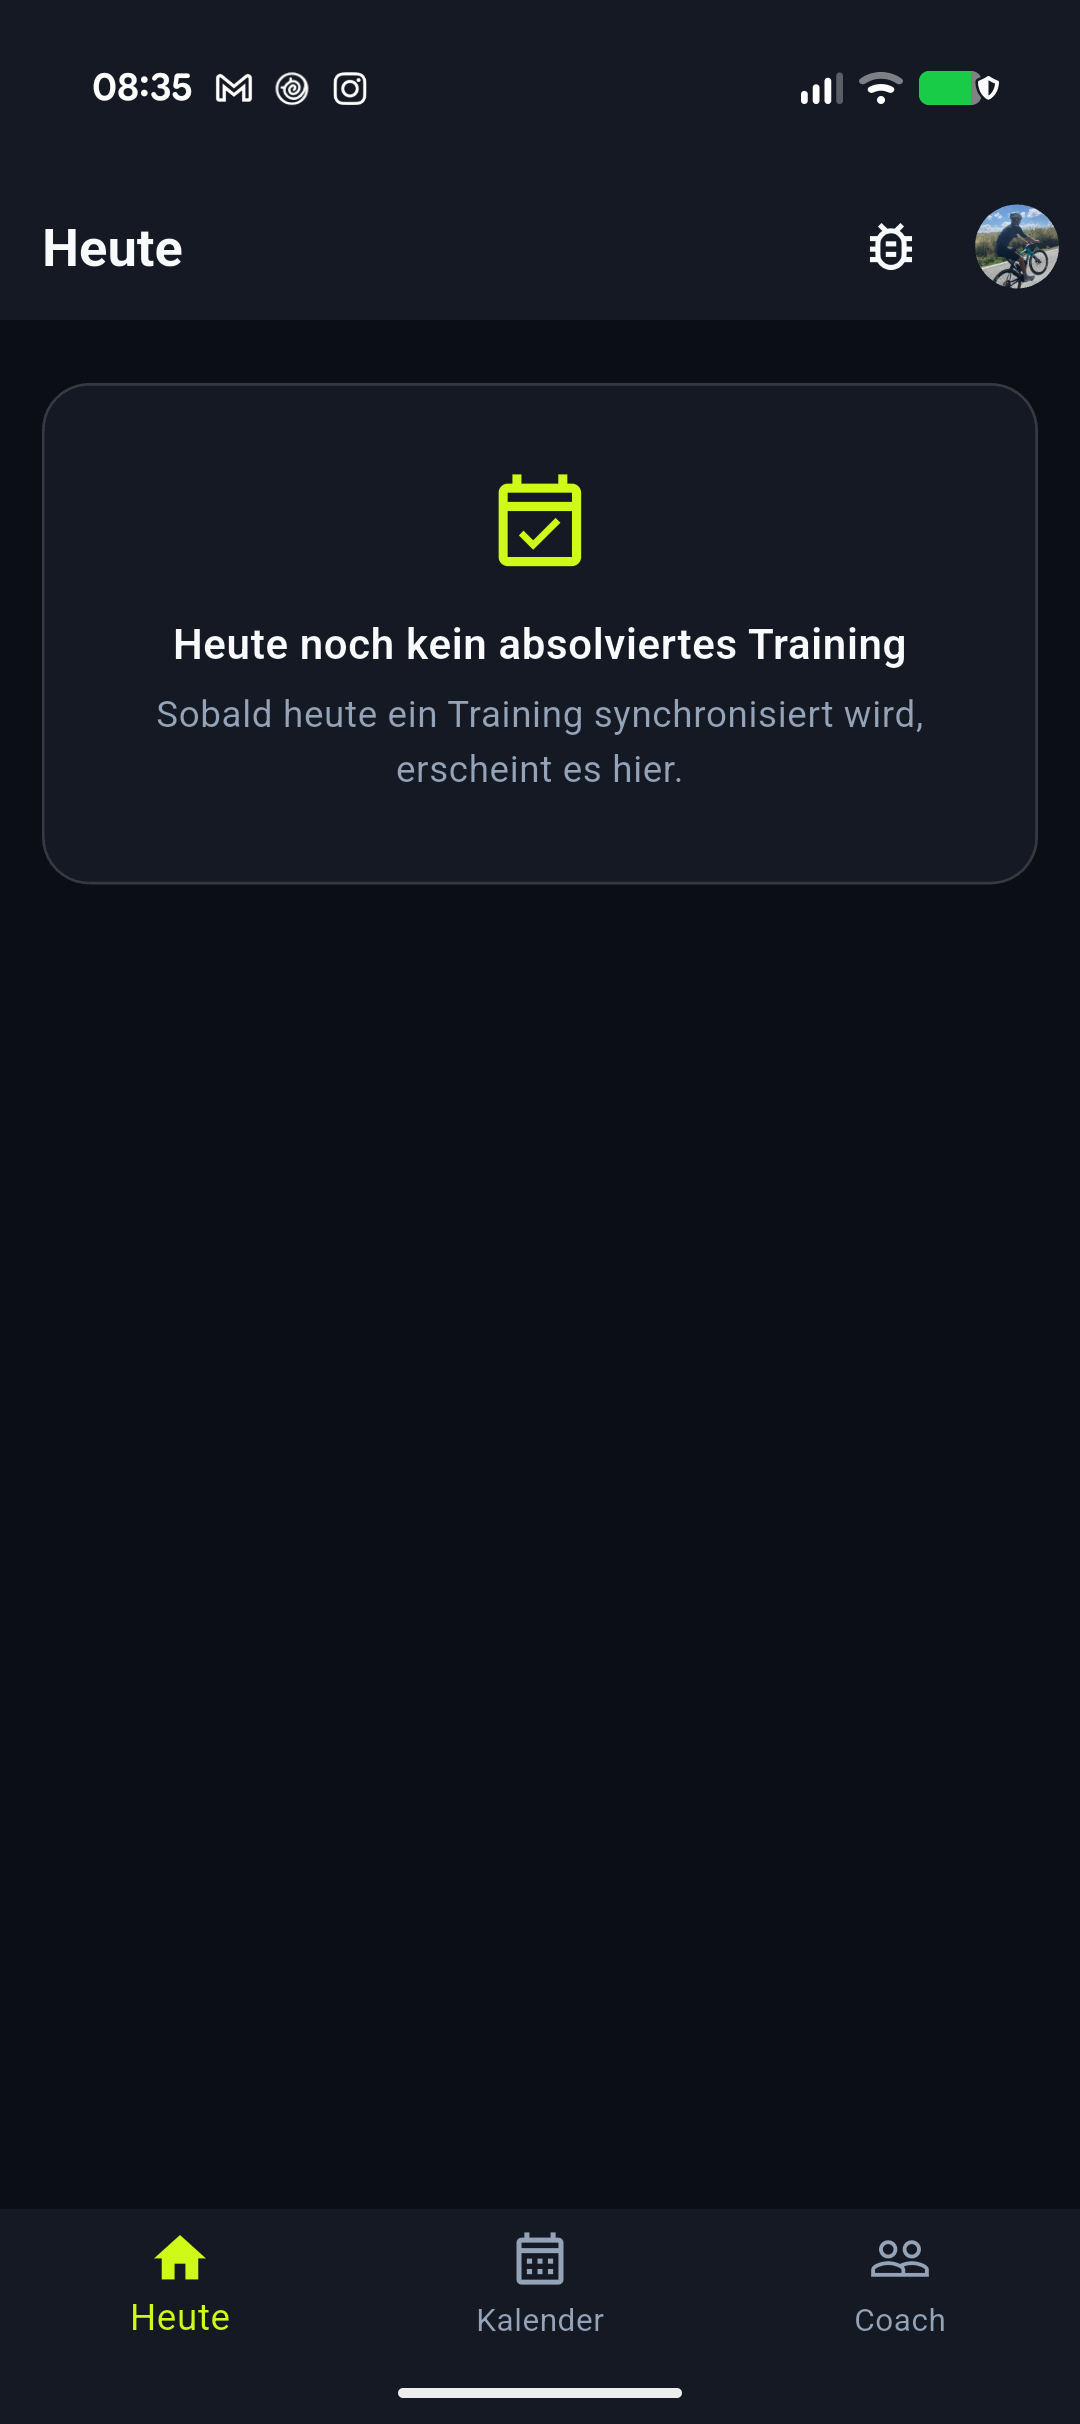 08:35
Heute
Heute noch kein absolviertes Training
Sobald heute ein Training synchronisiert wird,
erscheint es hier.
Heute
Kalender
Coach